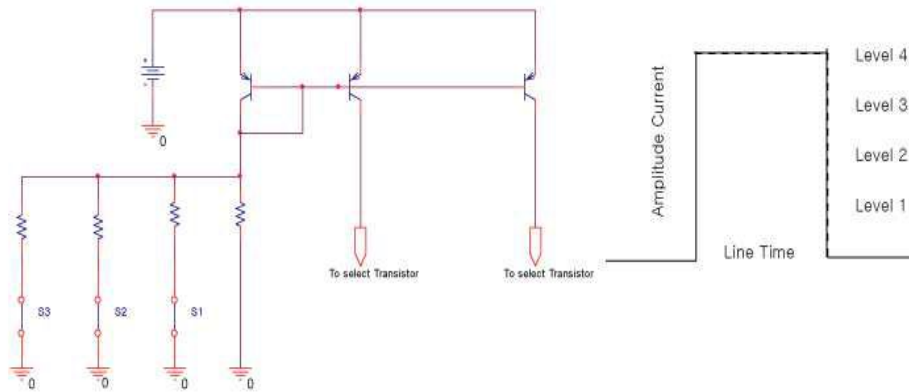 0
S3
S2
S1
0
0
0
0
To select Transistor
To select Transistor
Amplitude Current
Line Time
Level 4
Level 3
Level 2
Level 1